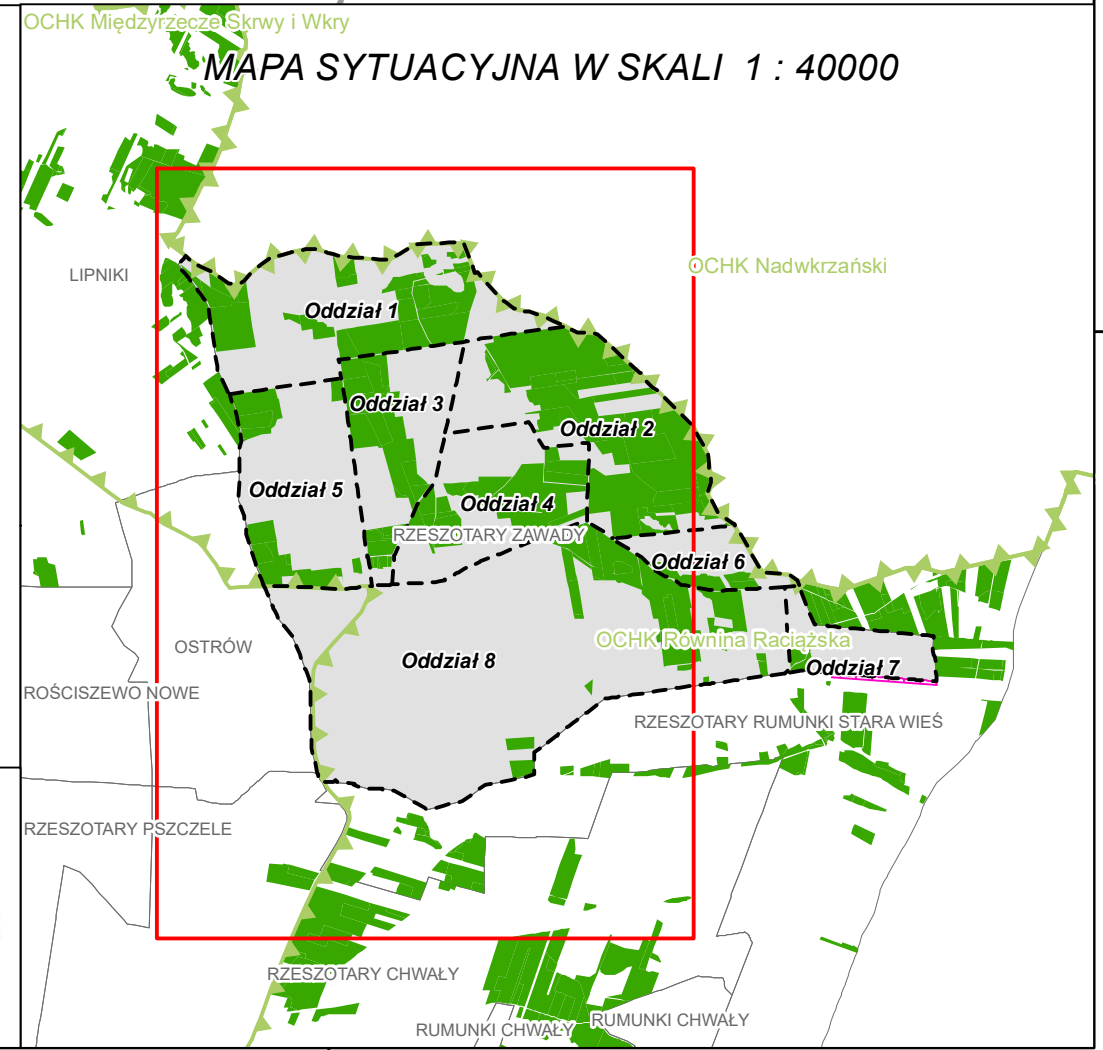 OCHK Międzyrzecze Skrwy i Wkry
MAPA SYTUACYJNA W SKALI 1 : 40000
LIPNIKI
OCHK Nadwkrzański
Oddział 1
Oddział 3
Oddział 2
Oddział 5
Oddział 4
RZESZOTARY ZAWADY
Oddział 6
OSTRÓW
OCHK Równina Raciąska
Oddział 8
Oddział 7
ROŚCISZEWO NOWE
RZESZOTARY RUMUNKI STARA WIEŚ
RZESZOTARY PSZCZELE
RZESZOTARY CHWAŁY
RUMUNKI CHWAŁY
RUMUNKI CHWAŁY